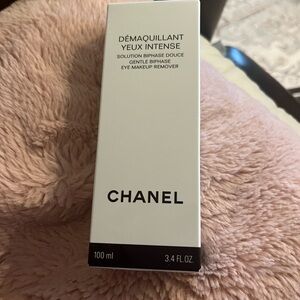 DÉMAQUILLANT
YEUX INTENSE
SOLUTION BIPHASE DOUCE
GENTLE BIPHASE
EYE MAKEUP REMOVER
CHANEL
100 ml 3.4 FL.OZ.